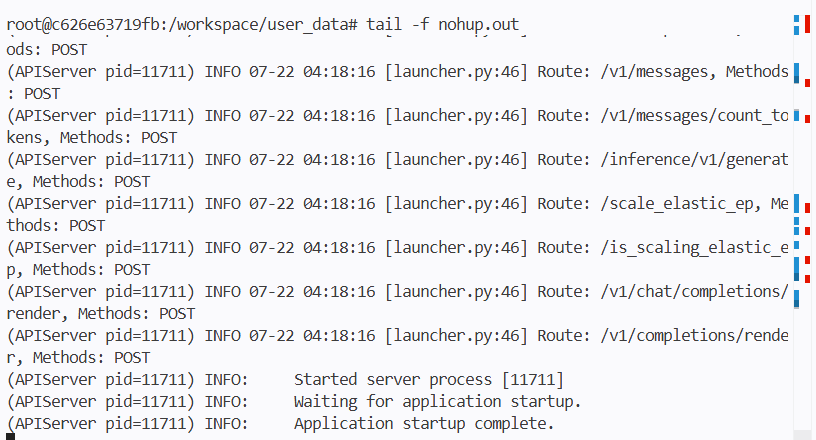 root@c626e63719fb:/workspace/user_data# tail -f nohup.out
ods: POST
(APIServer pid=11711) INFO 07-22 04:18:16 [launcher.py:46] Route: /v1/messages, Methods
: POST
(APIServer pid=11711) INFO 07-22 04:18:16 [launcher.py:46] Route: /v1/messages/count_to
kens, Methods: POST
(APIServer pid=11711) INFO 07-22 04:18:16 [launcher.py:46] Route: /inference/v1/generat
e, Methods: POST
(APIServer pid=11711) INFO 07-22 04:18:16 [launcher.py:46] Route: /scale_elastic_ep, Me
thods: POST
(APIServer pid=11711) INFO 07-22 04:18:16 [launcher.py:46] Route: /is_scaling_elastic_e
p, Methods: POST
(APIServer pid=11711) INFO 07-22 04:18:16 [launcher.py:46] Route: /v1/chat/completions/
render, Methods: POST
(APIServer pid=11711) INFO 07-22 04:18:16 [launcher.py:46] Route: /v1/completions/rende
r, Methods: POST
(APIServer pid=11711) INFO:     Started server process [11711]
(APIServer pid=11711) INFO:     Waiting for application startup.
(APIServer pid=11711) INFO:     Application startup complete.